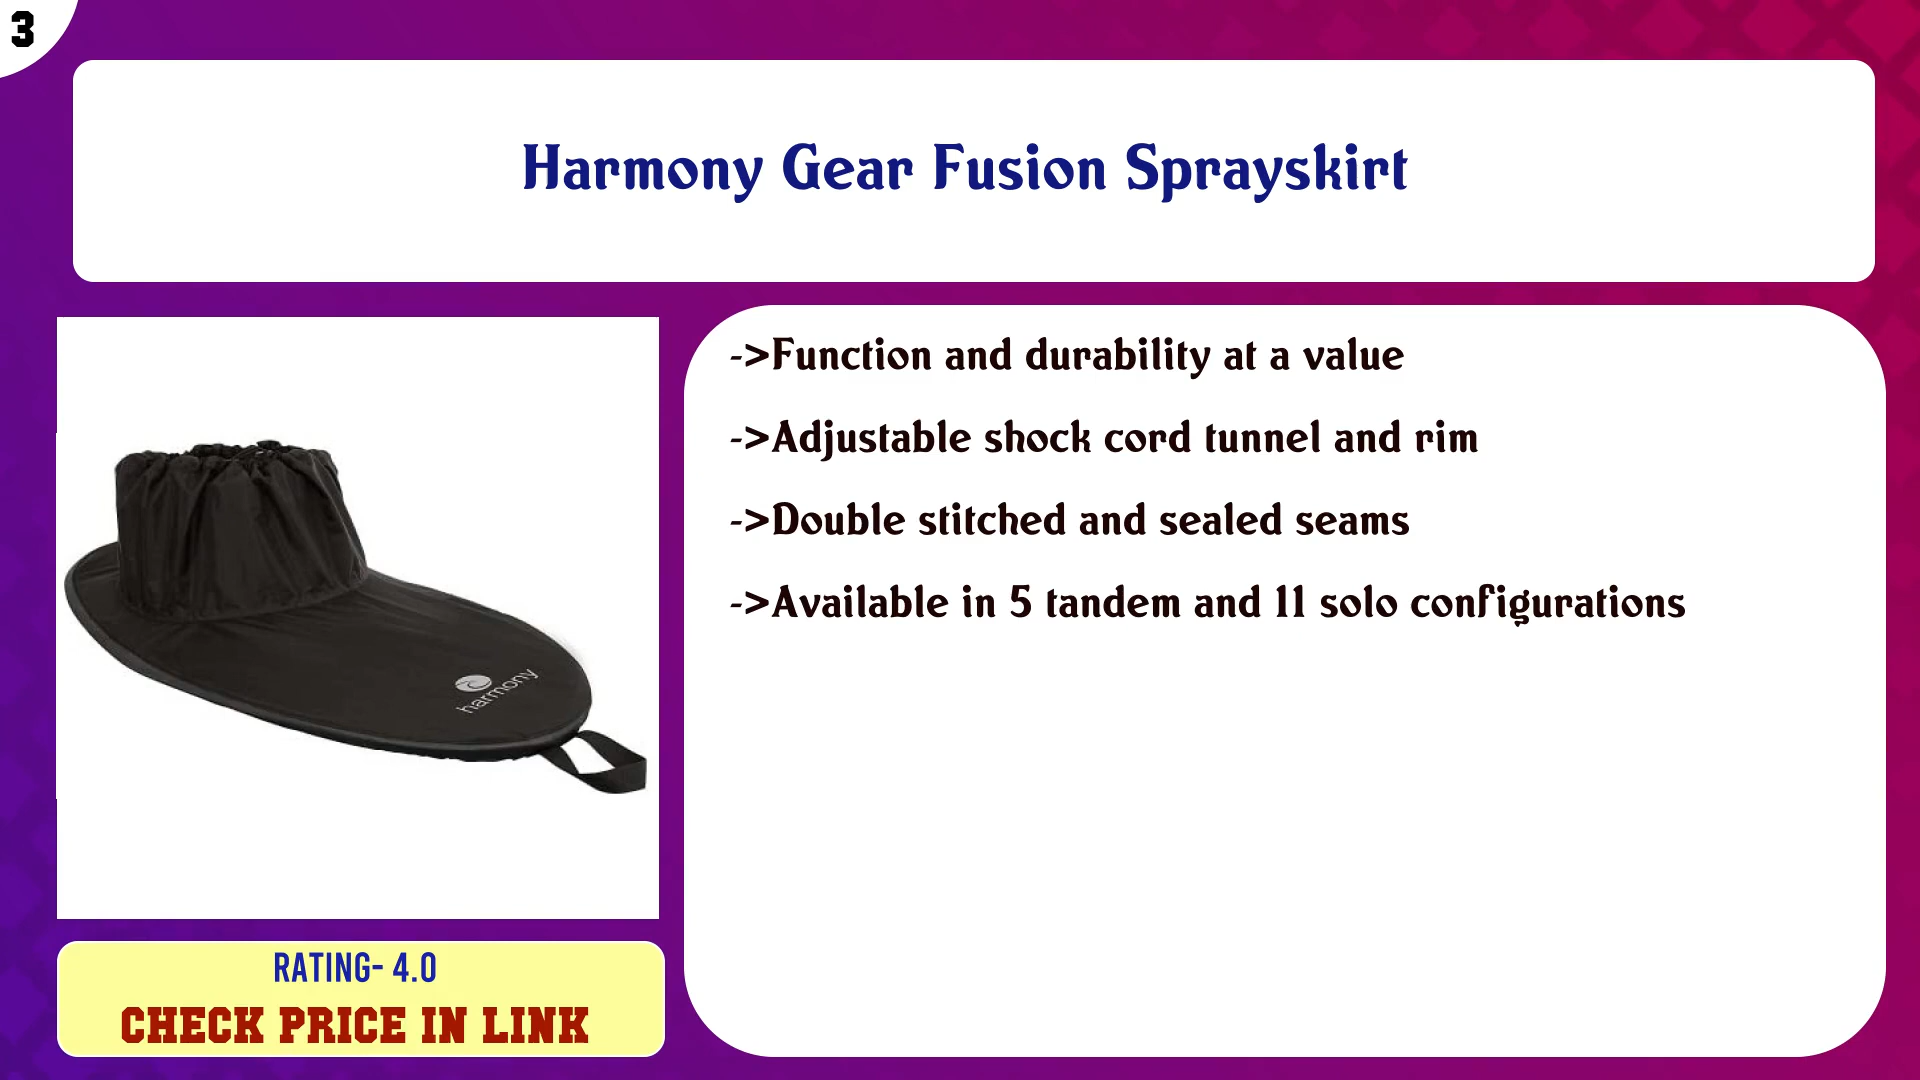 3
Harmony Gear Fusion Sprayskirt
->Function and durability at a value
->Adjustable shock cord tunnel and rim
->Double stitched and sealed seams
->Available in 5 tandem and 11 solo configurations
harmony
RATING- 4.0
CHECK PRICE IN LINK